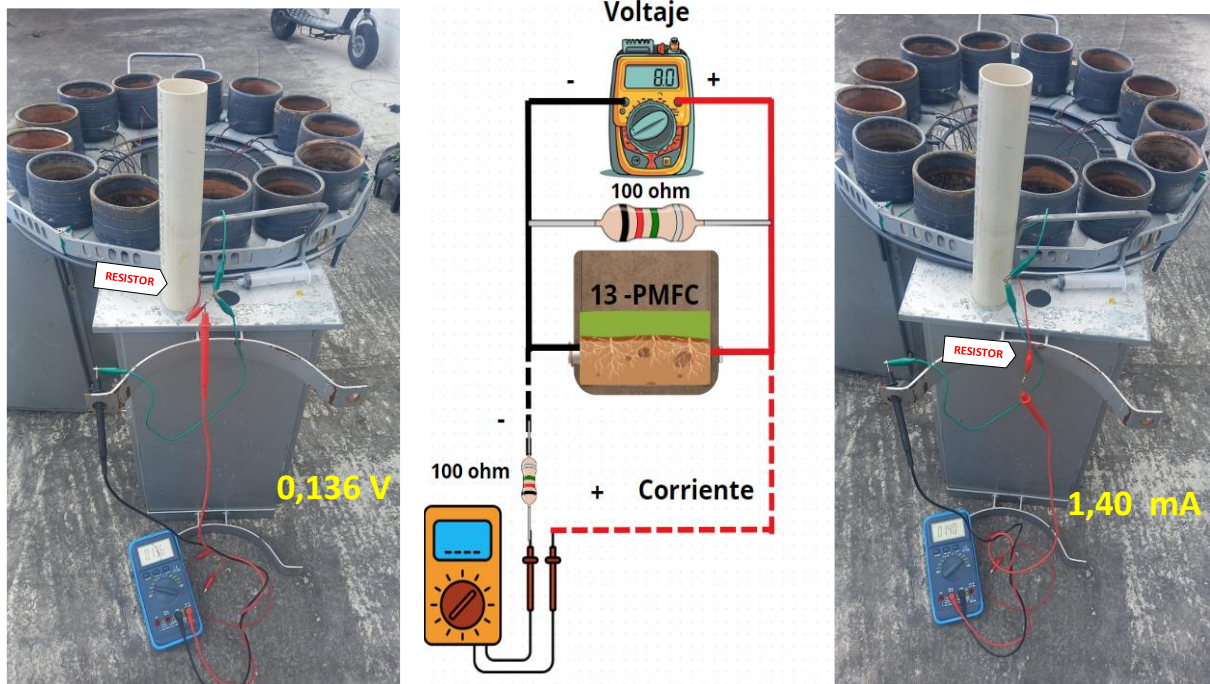 RESISTOR
0,136 V
Voltaje
-
+
8.0
100 ohm
13 -PMFC
-
100 ohm
+ Corriente
RESISTOR
1,40 mA